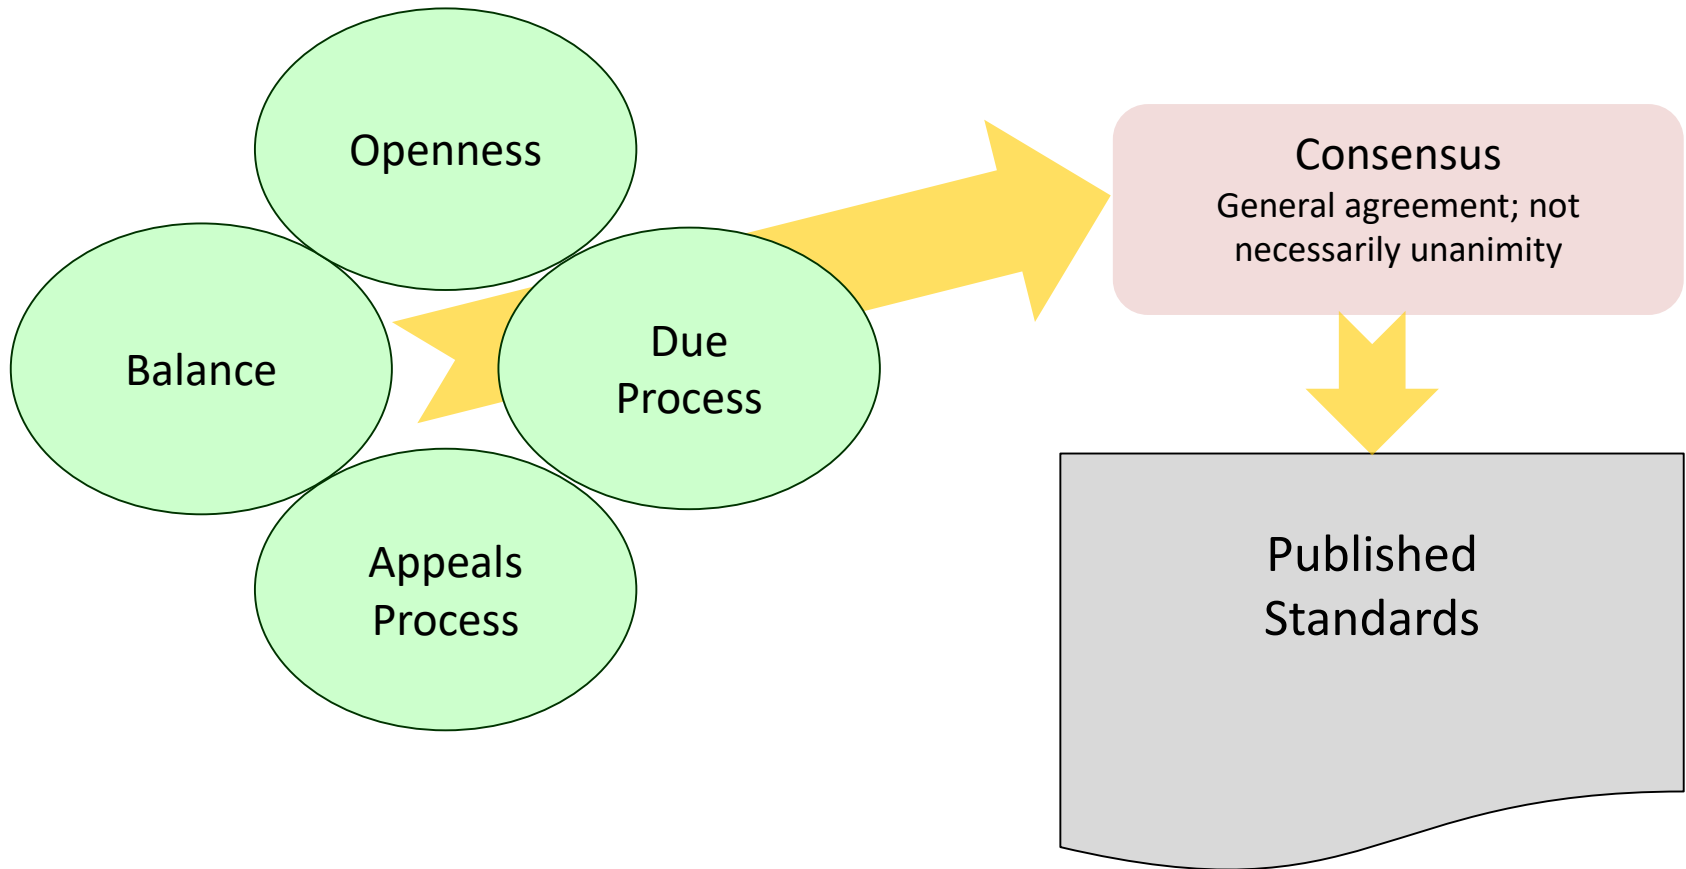 Openness
Balance
Due
Process
Appeals
Process
Consensus
General agreement; not
necessarily unanimity
Published
Standards